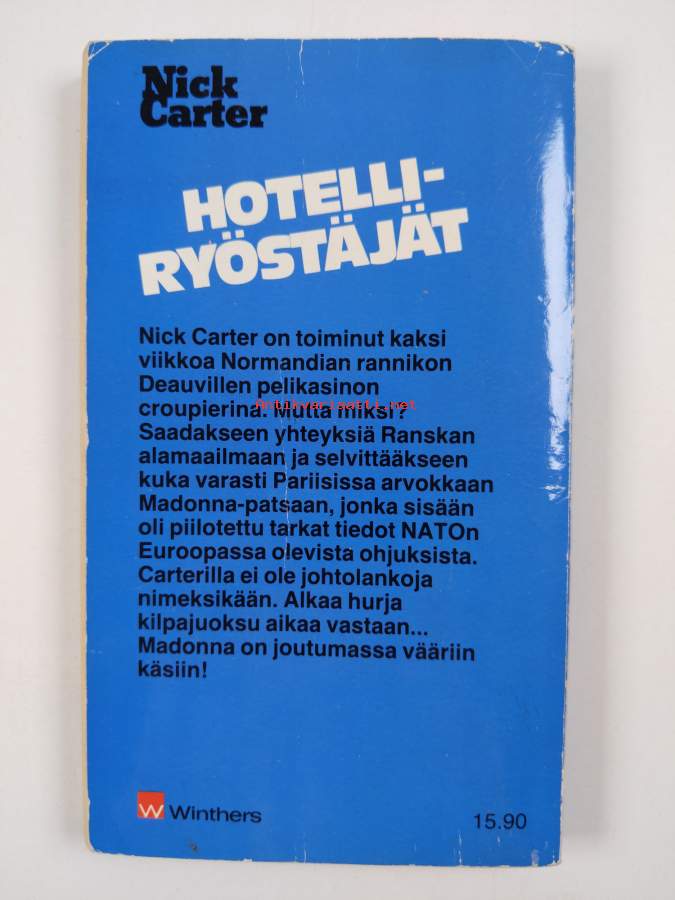 Nick
Carter
HOTELLI-
RYÖSTÄJÄT
Nick Carter on toiminut kaksi
viikkoa Normandian rannikon
Deauvillen pelikasinon
croupierina. Mutta miksi?
Antikvariaatti.net
Saadakseen yhteyksiä Ranskan
alamaailmaan ja selvittääkseen
kuka varasti Pariisissa arvokkaan
Madonna-patsaan, jonka sisään
oli piilotettu tarkat tiedot NATOn
Euroopassa olevista ohjuksista.
Carterilla ei ole johtolankoja
nimeksikään. Alkaa hurja
kilpajuoksu aikaa vastaan...
Madonna on joutumassa vääriin
käsiin!
W Winthers
15.90